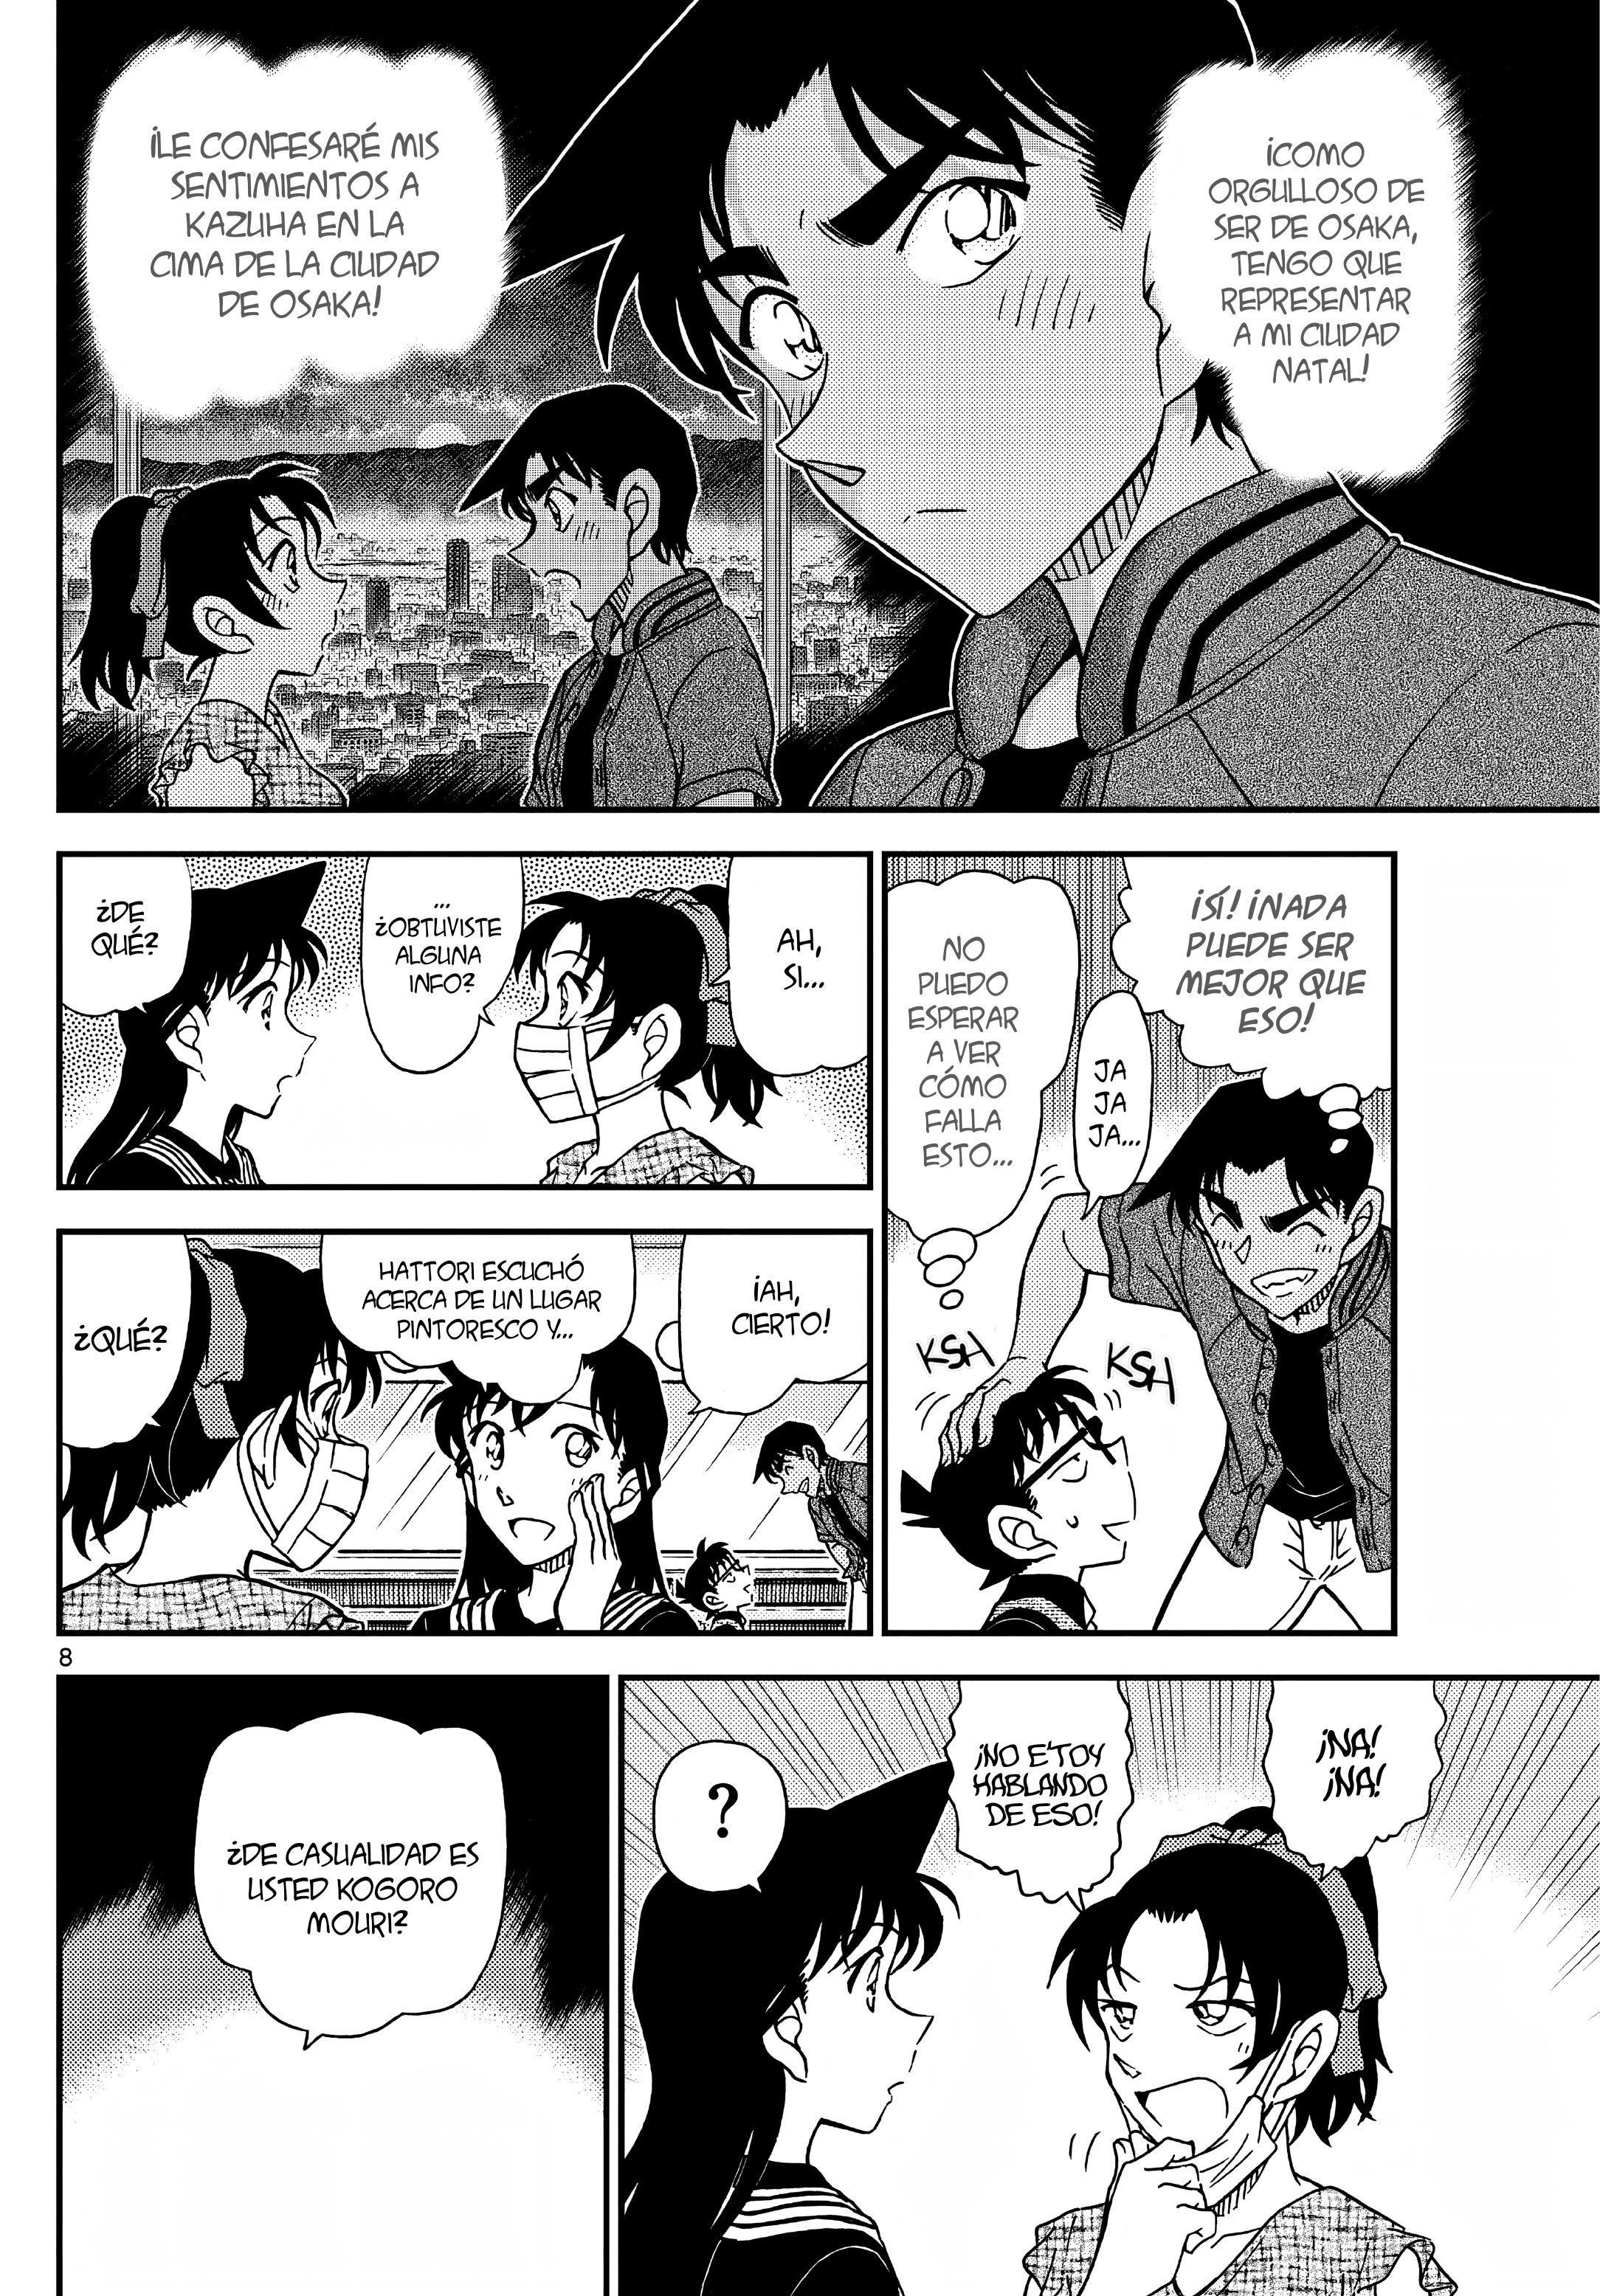 ¡COMO
ORGULLOSO DE
SER DE OSAKA,
TENGO QUE
REPRESENTAR
A MI CIUDAD
NATAL!
¡LE CONFESARÉ MIS
SENTIMIENTOS A
KAZUHA EN LA
CIMA DE LA CIUDAD
DE OSAKA!
¡SÍ! ¡NADA
PUEDE SER
MEJOR QUE
ESO!
JA
JA
JA...
NO
PUEDO
ESPERAR
A VER
CÓMO
FALLA
ESTO...
KSH
KSH
AH,
SI...
...
¿OBTUVISTE
ALGUNA
INFO?
¿DE
QUÉ?
¡AH,
CIERTO!
HATTORI ESCUCHÓ
ACERCA DE UN LUGAR
PINTORESCO Y...
¿QUÉ?
8
¡NA!
¡NA!
¡NO E'TOY
HABLANDO
DE ESO!
?
¿DE CASUALIDAD ES
USTED KOGORO
MOURI?